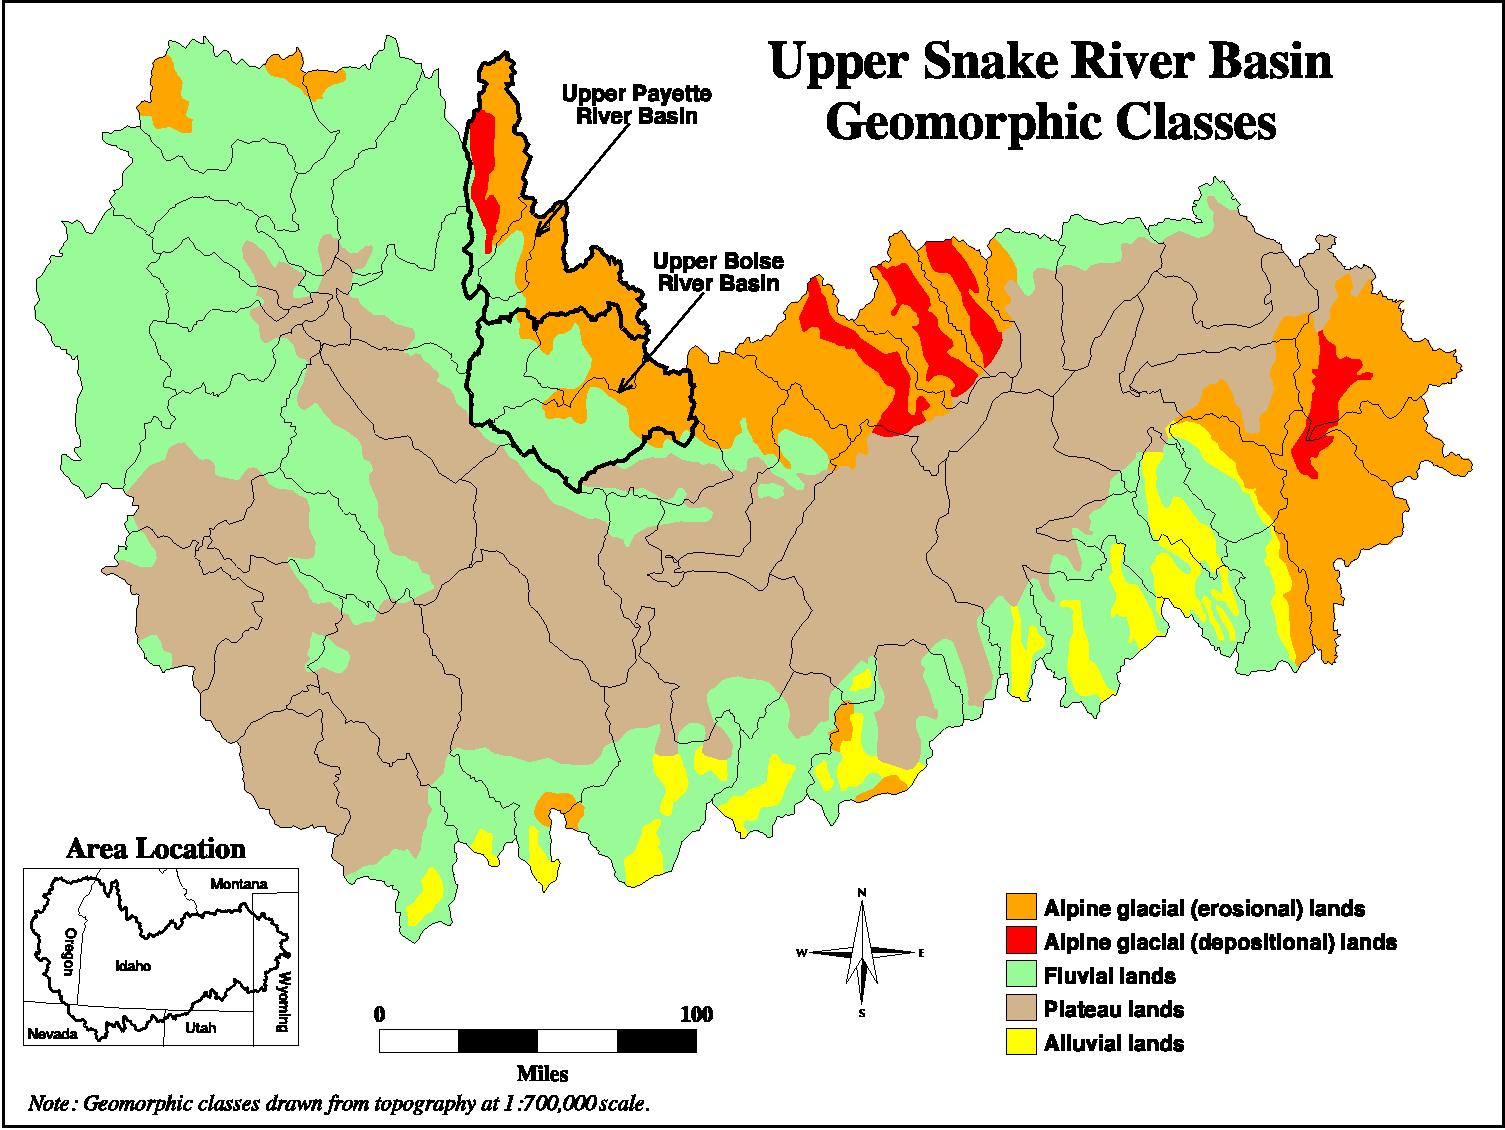 Upper Snake River Basin
Geomorphic Classes
Upper Payette
River Basin
Upper Boise
River Basin
Area Location
Montana
Oregon
Idaho
Wyoming
Nevada
Utah
N
W
E
S
0
100
Miles
Alpine glacial (erosional) lands
Alpine glacial (depositional) lands
Fluvial lands
Plateau lands
Alluvial lands
Note: Geomorphic classes drawn from topography at 1:700,000 scale.